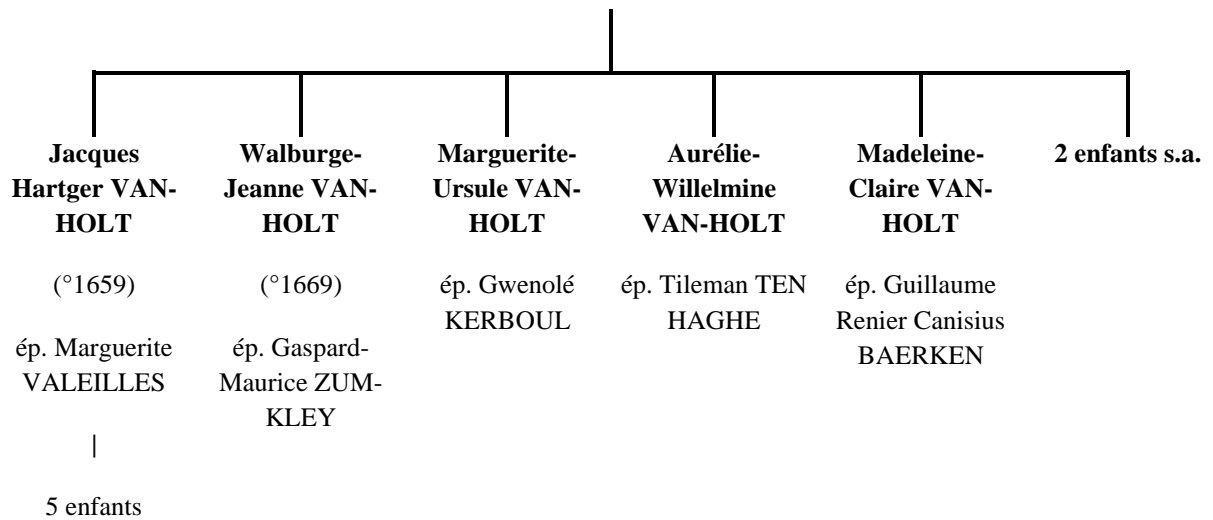 Jacques
Hartger VAN-
HOLT
(°1659)
ép. Marguerite
VALEILLES
|
5 enfants
Walburge-
Jeanne VAN-
HOLT
(°1669)
ép. Gaspard-
Maurice ZUM-
KLEY
Marguerite-
Ursule VAN-
HOLT
ép. Gwenolé
KERBOUL
Aurélie-
Willelmine
VAN-HOLT
ép. Tileman TEN
HAGHE
Madeleine-
Claire VAN-
HOLT
ép. Guillaume
Renier Canisius
BAERKEN
2 enfants s.a.